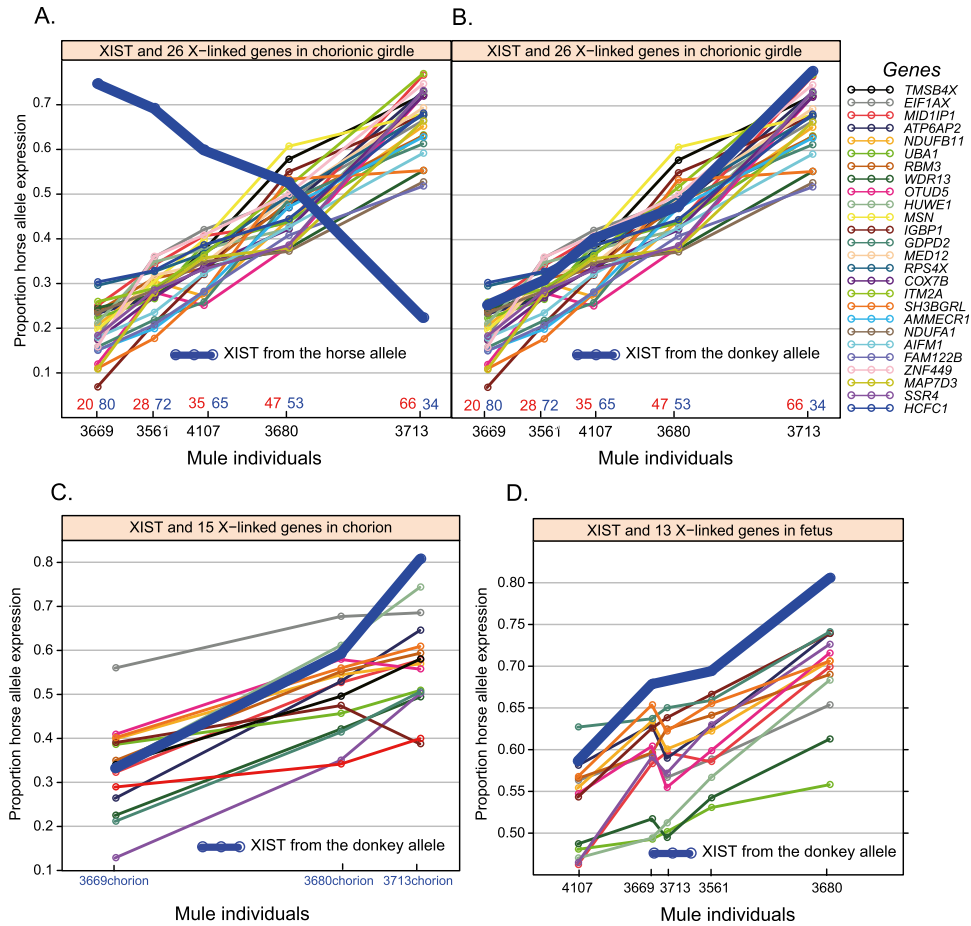 A.
XIST and 26 X−linked genes in chorionic girdle
Proportion horse allele expression
0.7
0.6
0.5
0.4
0.3
0.2
0.1
XIST from the horse allele
20 80 28 72 35 65 47 53 66 34
3669 3561 4107 3680 3713
Mule individuals
B.
XIST and 26 X−linked genes in chorionic girdle
XIST from the donkey allele
20 80 28 72 35 65 47 53 66 34
3669 3561 4107 3680 3713
Mule individuals
Genes
TMSB4X
EIF1AX
MID1IP1
ATP6AP2
NDUFB11
UBA1
RBM3
WDR13
OTUD5
HUWE1
MSN
IGBP1
GDPD2
MED12
RPS4X
COX7B
ITM2A
SH3BGRL
AMMECR1
NDUFA1
AIFM1
FAM122B
ZNF449
MAP7D3
SSR4
HCFC1
C.
XIST and 15 X−linked genes in chorion
Proportion horse allele expression
0.8
0.7
0.6
0.5
0.4
0.3
0.2
0.1
XIST from the donkey allele
3669chorion 3680chorion 3713chorion
Mule individuals
D.
XIST and 13 X−linked genes in fetus
Proportion horse allele expression
0.80
0.75
0.70
0.65
0.60
0.55
0.50
XIST from the donkey allele
4107 3669 3713 3561 3680
Mule individuals